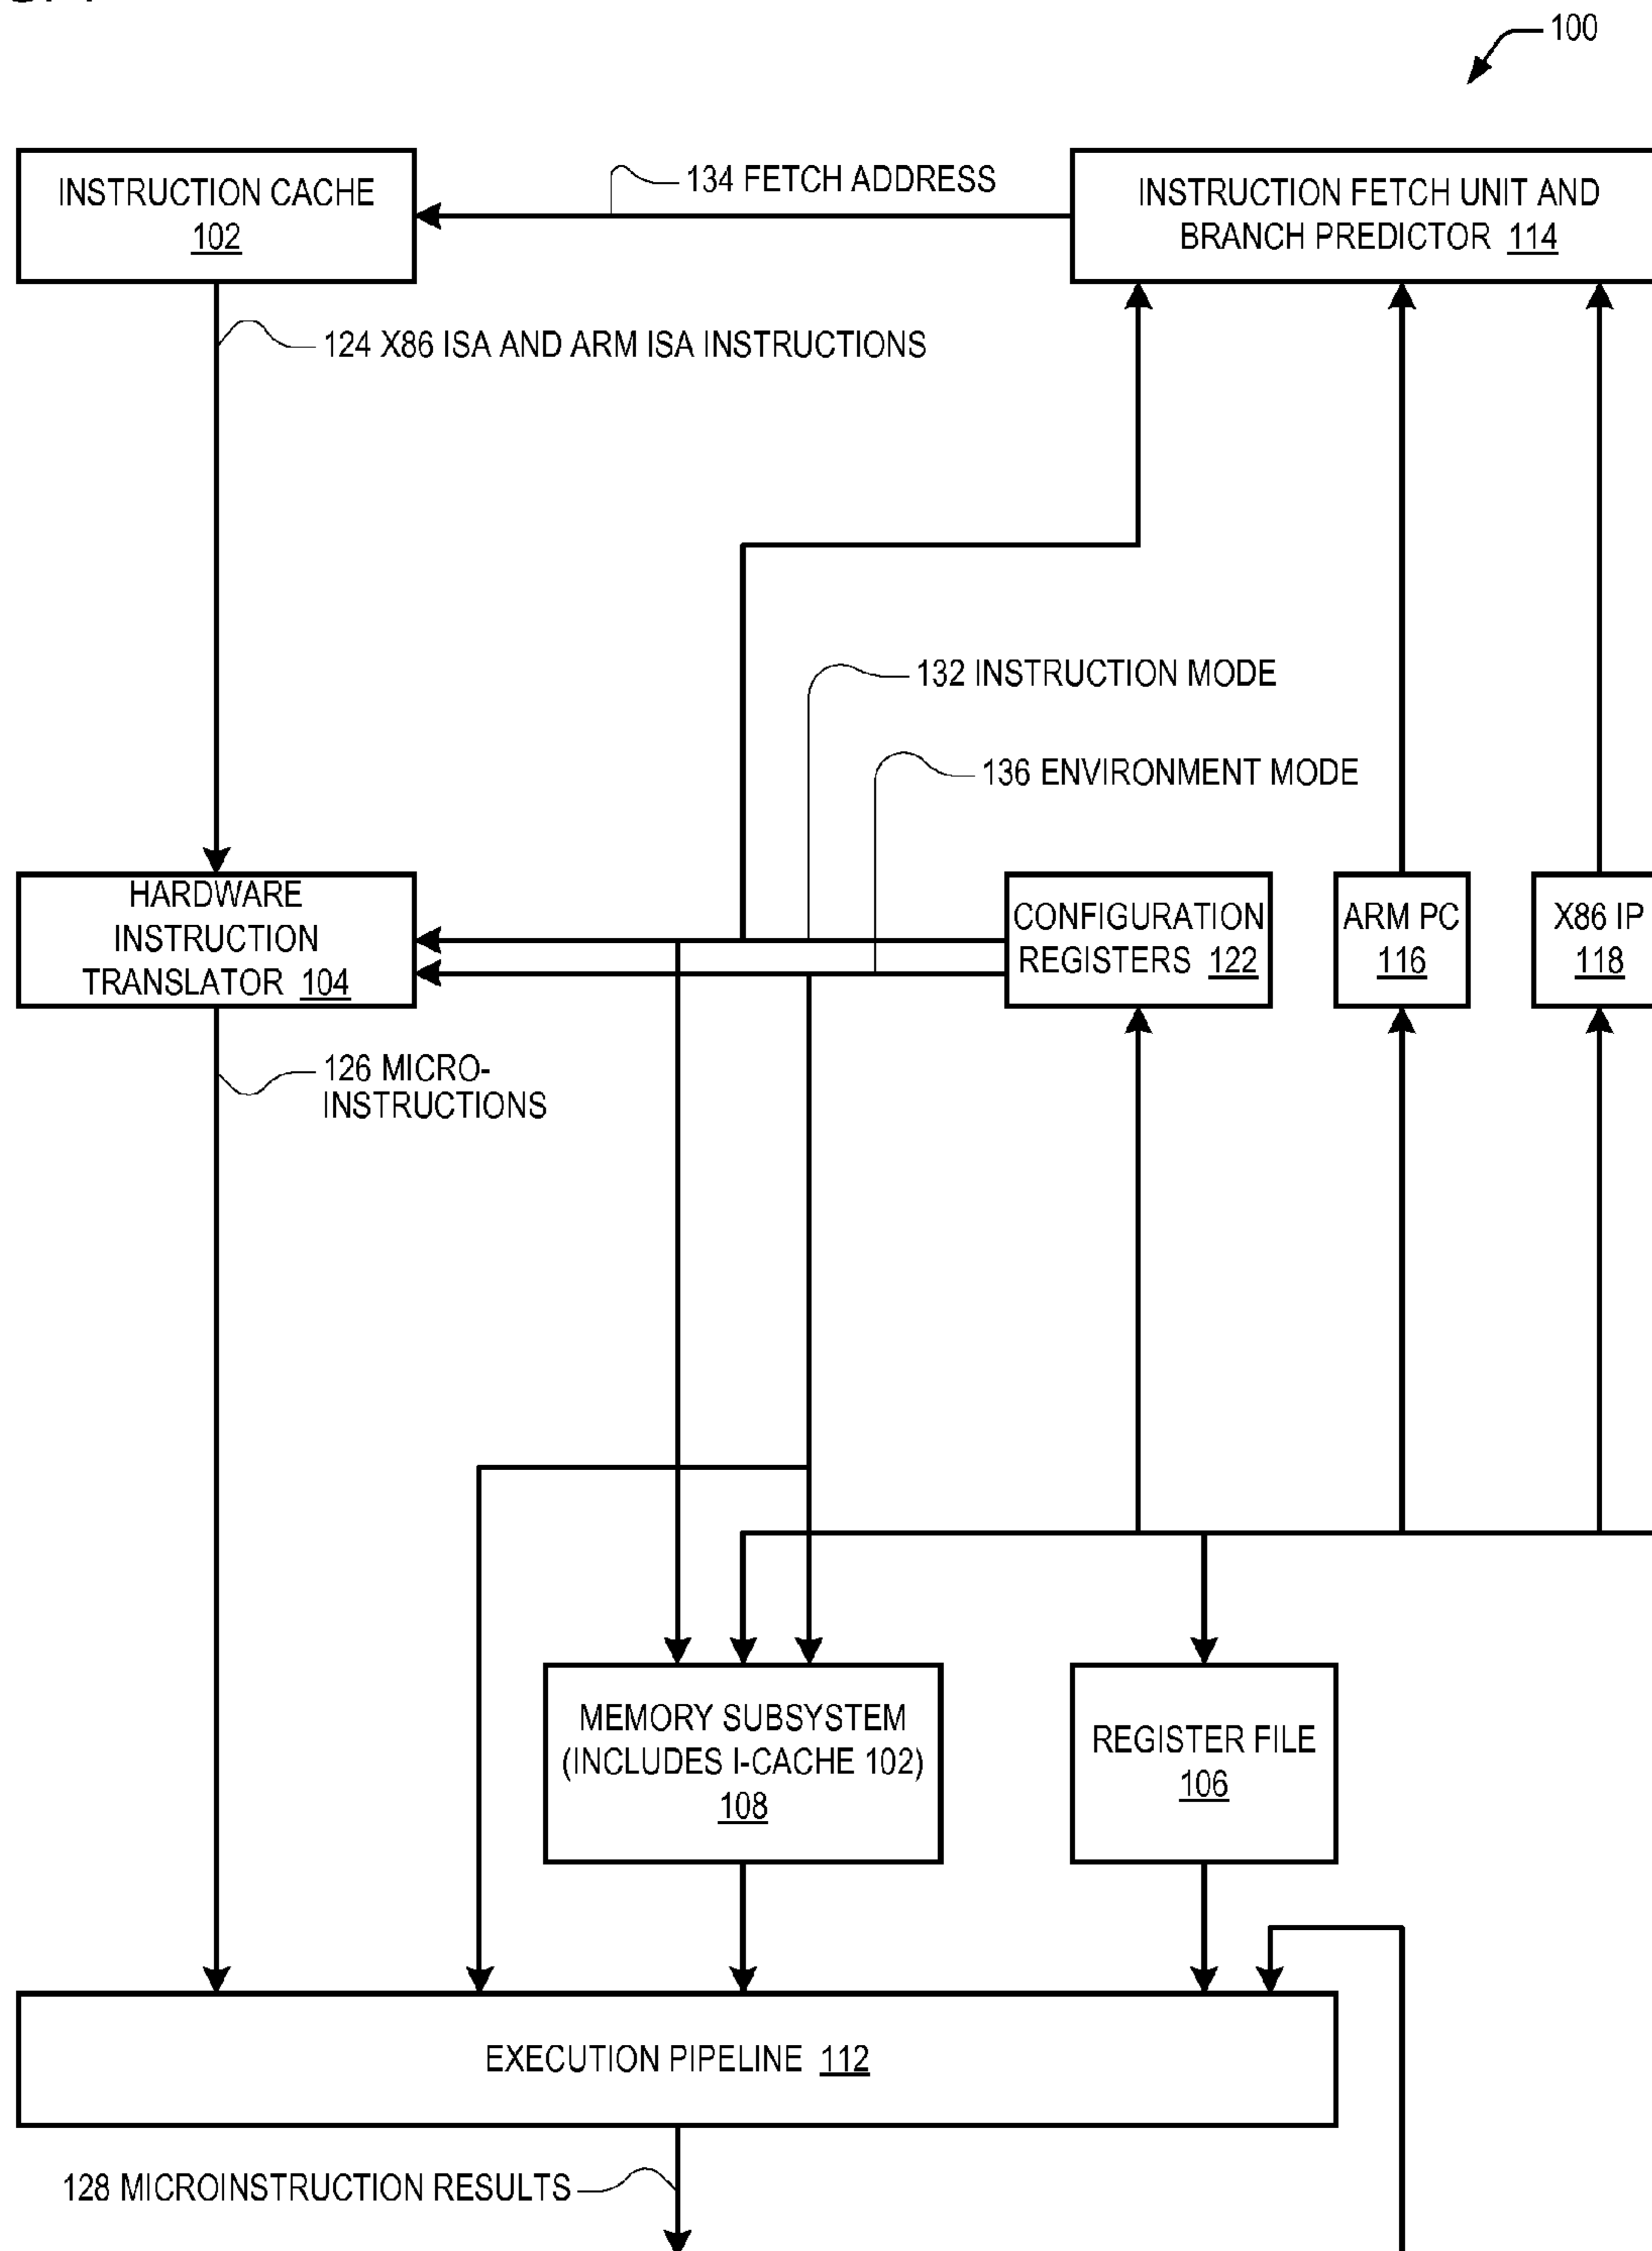 100
INSTRUCTION CACHE
102
134 FETCH ADDRESS
INSTRUCTION FETCH UNIT AND
BRANCH PREDICTOR 114
124 X86 ISA AND ARM ISA INSTRUCTIONS
132 INSTRUCTION MODE
136 ENVIRONMENT MODE
HARDWARE
INSTRUCTION
TRANSLATOR 104
CONFIGURATION
REGISTERS 122
ARM PC
116
X86 IP
118
126 MICRO-
INSTRUCTIONS
MEMORY SUBSYSTEM
(INCLUDES I-CACHE 102)
108
REGISTER FILE
106
EXECUTION PIPELINE 112
128 MICROINSTRUCTION RESULTS